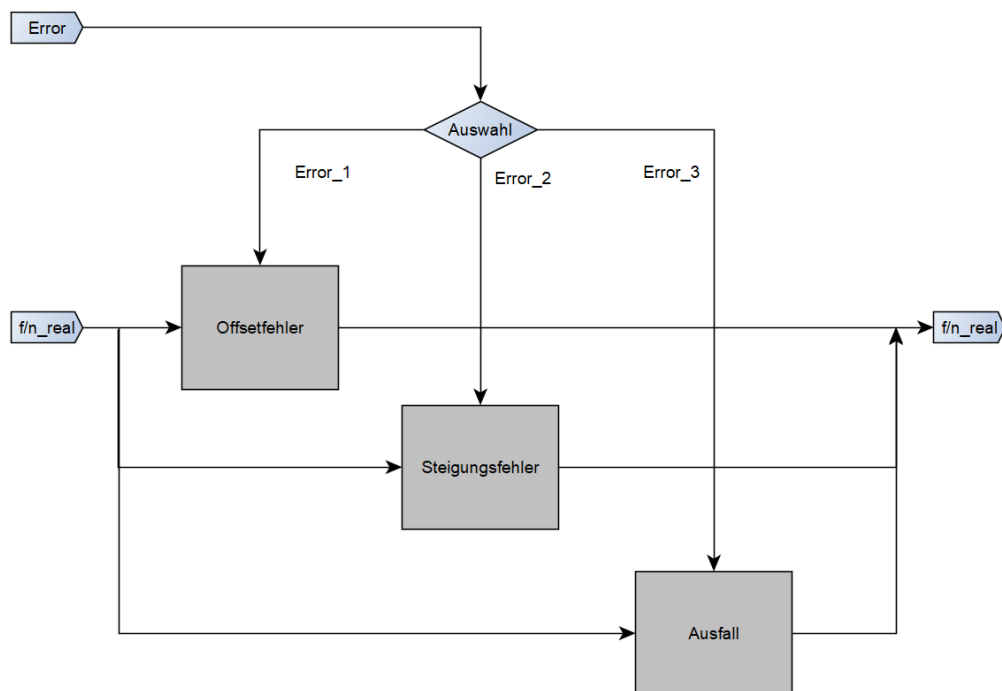 Error
Auswahl
Error_1
Error_2
Error_3
f/n_real
Offsetfehler
f/n_real
Steigungsfehler
Ausfall